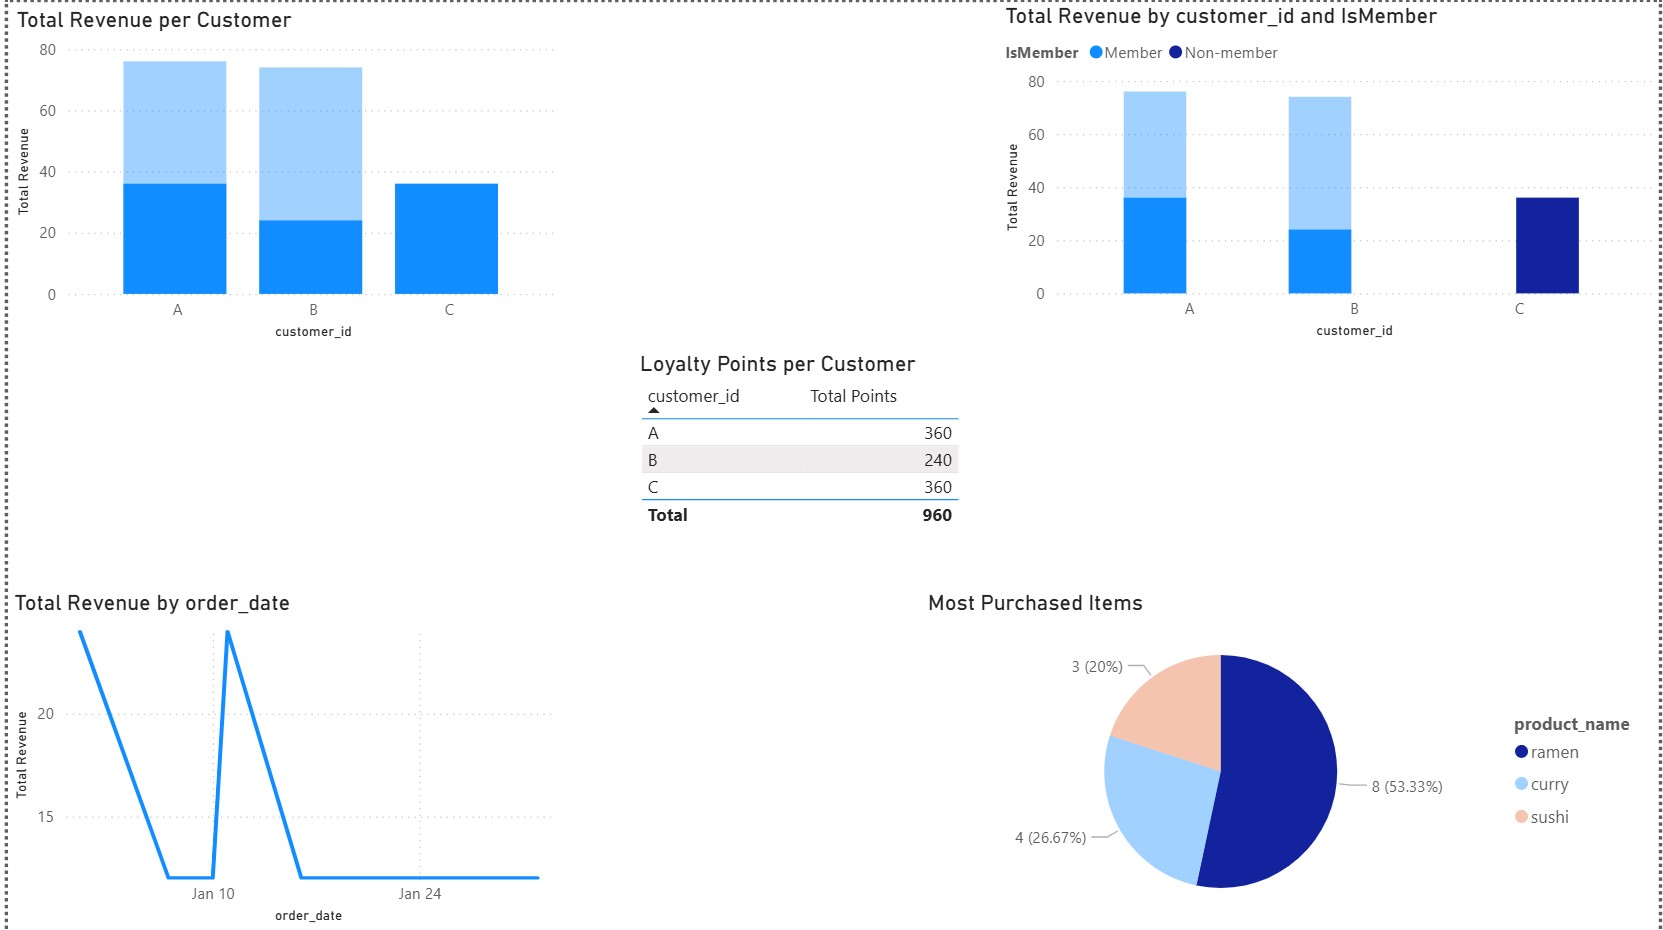 Total Revenue per Customer
Total Revenue
80
60
40
20
0
A B C
customer_id
Total Revenue by customer_id and IsMember
IsMember Member Non-member
Total Revenue
80
60
40
20
0
A B C
customer_id
Loyalty Points per Customer
customer_id Total Points
A 360
B 240
C 360
Total 960
Total Revenue by order_date
Total Revenue
20
15
Jan 10 Jan 24
order_date
Most Purchased Items
3 (20%)
8 (53.33%)
4 (26.67%)
product_name
ramen
curry
sushi